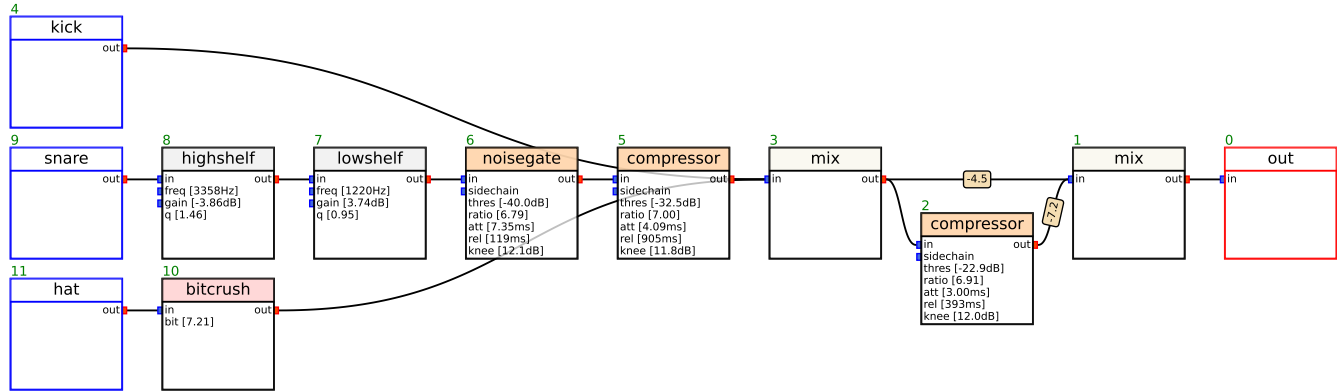 4
kick
out
9
snare
out
8
highshelf
in out
freq [3358Hz]
gain [-3.86dB]
q [1.46]
7
lowshelf
in out
freq [1220Hz]
gain [3.74dB]
q [0.95]
6
noisegate
in out
sidechain
thres [-40.0dB]
ratio [6.79]
att [7.35ms]
rel [119ms]
knee [12.1dB]
5
compressor
in out
sidechain
thres [-32.5dB]
ratio [7.00]
att [4.09ms]
rel [905ms]
knee [11.8dB]
3
mix
in out
-4.5
2
compressor
in out
sidechain
thres [-22.9dB]
ratio [6.91]
att [3.00ms]
rel [393ms]
knee [12.0dB]
-7.2
1
mix
in out
0
out
in
11
hat
out
10
bitcrush
in out
bit [7.21]